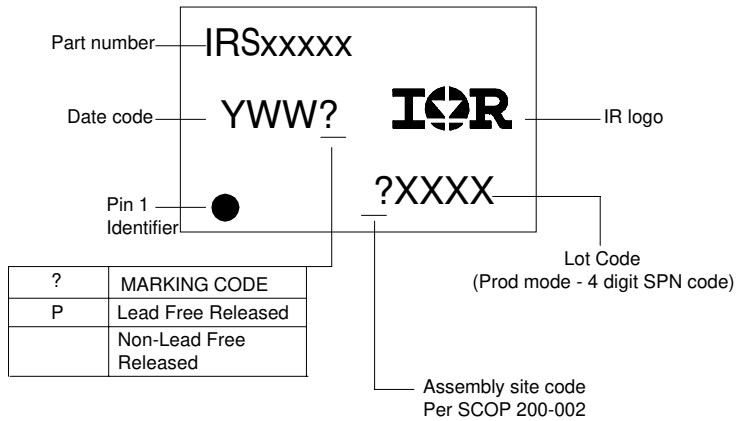 Part number
IRSxxxxx
Date code
YWW?
IOR
IR logo
Pin 1
Identifier
?XXXX
Lot Code
(Prod mode - 4 digit SPN code)
? MARKING CODE
P Lead Free Released
Non-Lead Free
Released
Assembly site code
Per SCOP 200-002